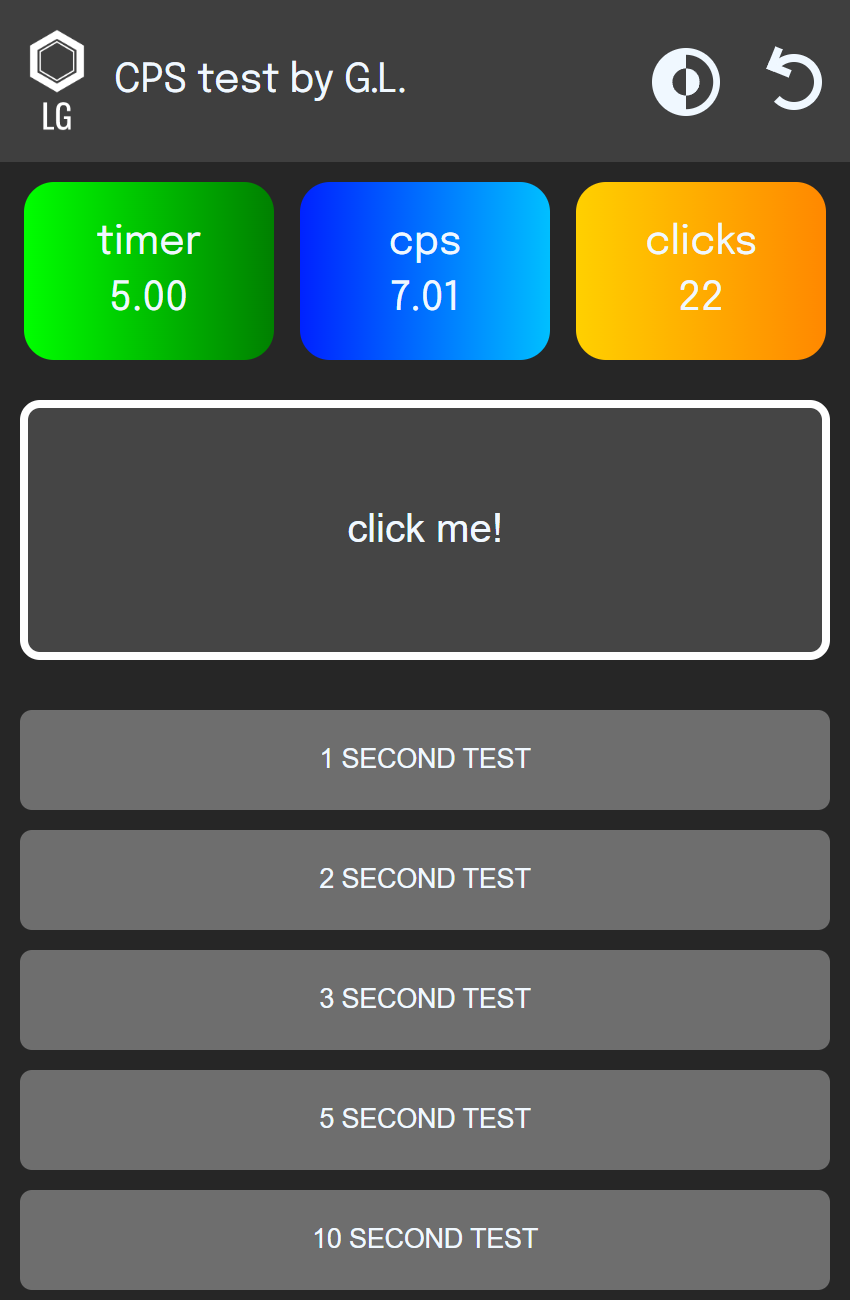 LG
CPS test by G.L.
timer
5.00
cps
7.01
clicks
22
click me!
1 SECOND TEST
2 SECOND TEST
3 SECOND TEST
5 SECOND TEST
10 SECOND TEST